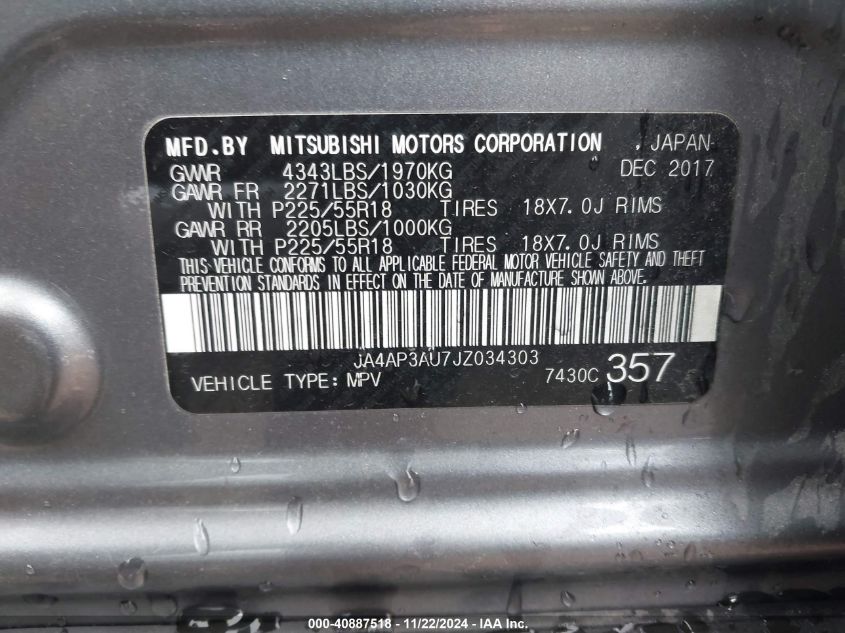 MFD.BY MITSUBISHI MOTORS CORPORATION , JAPAN
GWWR 4343LBS/1970KG DEC 2017
GAWR FR 2271LBS/1030KG
WITH P225/55R18 TIRES 18X7.0J RIMS
GAWR RR 2205LBS/1000KG
WITH P225/55R18 TIRES 18X7.0J RIMS
THIS VEHICLE CONFORMS TO ALL APPLICABLE FEDERAL MOTOR VEHICLE SAFETY AND THEFT
PREVENTION STANDARDS IN EFFECT ON THE DATE OF MANUFACTURE SHOWN ABOVE.
JA4AP3AU7JZ034303
VEHICLE TYPE: MPV 7430C 357
000-40887518 - 11/22/2024 - IAA Inc.